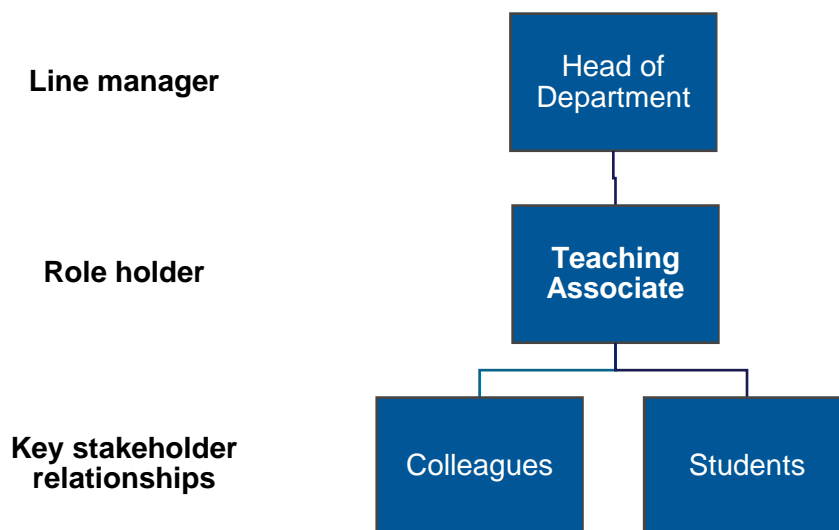 Line manager
Head of
Department
Role holder
Teaching
Associate
Key stakeholder
relationships
Colleagues
Students